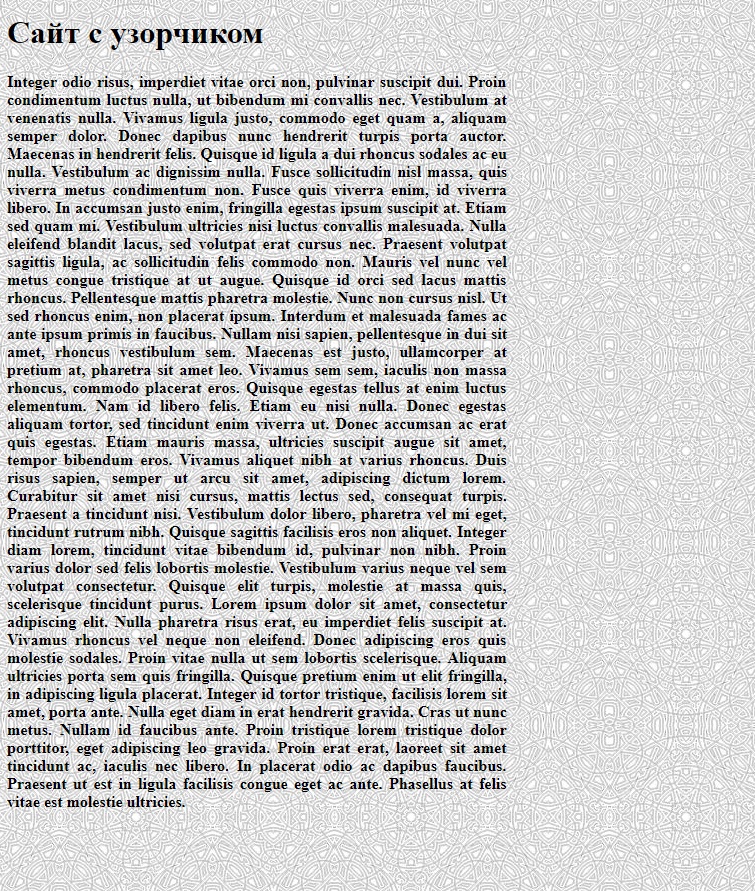 Сайт с узорчиком
Integer odio risus, imperdiet vitae orci non, pulvinar suscipit dui. Proin
condimentum luctus nulla, ut bibendum mi convallis nec. Vestibulum at
venenatis nulla. Vivamus ligula justo, commodo eget quam a, aliquam
semper dolor. Donec dapibus nunc hendrerit turpis porta auctor.
Maecenas in hendrerit felis. Quisque id ligula a dui rhoncus sodales ac eu
nulla. Vestibulum ac dignissim nulla. Fusce sollicitudin nisl massa, quis
viverra metus condimentum non. Fusce quis viverra enim, id viverra
libero. In accumsan justo enim, fringilla egestas ipsum suscipit at. Etiam
sed quam mi. Vestibulum ultricies nisi luctus convallis malesuada. Nulla
eleifend blandit lacus, sed volutpat erat cursus nec. Praesent volutpat
sagittis ligula, ac sollicitudin felis commodo non. Mauris vel nunc vel
metus congue tristique at ut augue. Quisque id orci sed lacus mattis
rhoncus. Pellentesque mattis pharetra molestie. Nunc non cursus nisl. Ut
sed rhoncus enim, non placerat ipsum. Interdum et malesuada fames ac
ante ipsum primis in faucibus. Nullam nisi sapien, pellentesque in dui sit
amet, rhoncus vestibulum sem. Maecenas est justo, ullamcorper at
pretium at, pharetra sit amet leo. Vivamus sem sem, iaculis non massa
rhoncus, commodo placerat eros. Quisque egestas tellus at enim luctus
elementum. Nam id libero felis. Etiam eu nisi nulla. Donec egestas
aliquam tortor, sed tincidunt enim viverra ut. Donec accumsan ac erat
quis egestas. Etiam mauris massa, ultricies suscipit augue sit amet,
tempor bibendum eros. Vivamus aliquet nibh at varius rhoncus. Duis
risus sapien, semper ut arcu sit amet, adipiscing dictum lorem.
Curabitur sit amet nisi cursus, mattis lectus sed, consequat turpis.
Praesent a tincidunt nisi. Vestibulum dolor libero, pharetra vel mi eget,
tincidunt rutrum nibh. Quisque sagittis facilisis eros non aliquet. Integer
diam lorem, tincidunt vitae bibendum id, pulvinar non nibh. Proin
varius dolor sed felis lobortis molestie. Vestibulum varius neque vel sem
volutpat consectetur. Quisque elit turpis, molestie at massa quis,
scelerisque tincidunt purus. Lorem ipsum dolor sit amet, consectetur
adipiscing elit. Nulla pharetra risus erat, eu imperdiet felis suscipit at.
Vivamus rhoncus vel neque non eleifend. Donec adipiscing eros quis
molestie sodales. Proin vitae nulla ut sem lobortis scelerisque. Aliquam
ultricies porta sem quis fringilla. Quisque pretium enim ut elit fringilla,
in adipiscing ligula placerat. Integer id tortor tristique, facilisis lorem sit
amet, porta ante. Nulla eget diam in erat hendrerit gravida. Cras ut nunc
metus. Nullam id faucibus ante. Proin tristique lorem tristique dolor
porttitor, eget adipiscing leo gravida. Proin erat erat, laoreet sit amet
tincidunt ac, iaculis nec libero. In placerat odio ac dapibus faucibus.
Praesent ut est in ligula facilisis congue eget ac ante. Phasellus at felis
vitae est molestie ultricies.